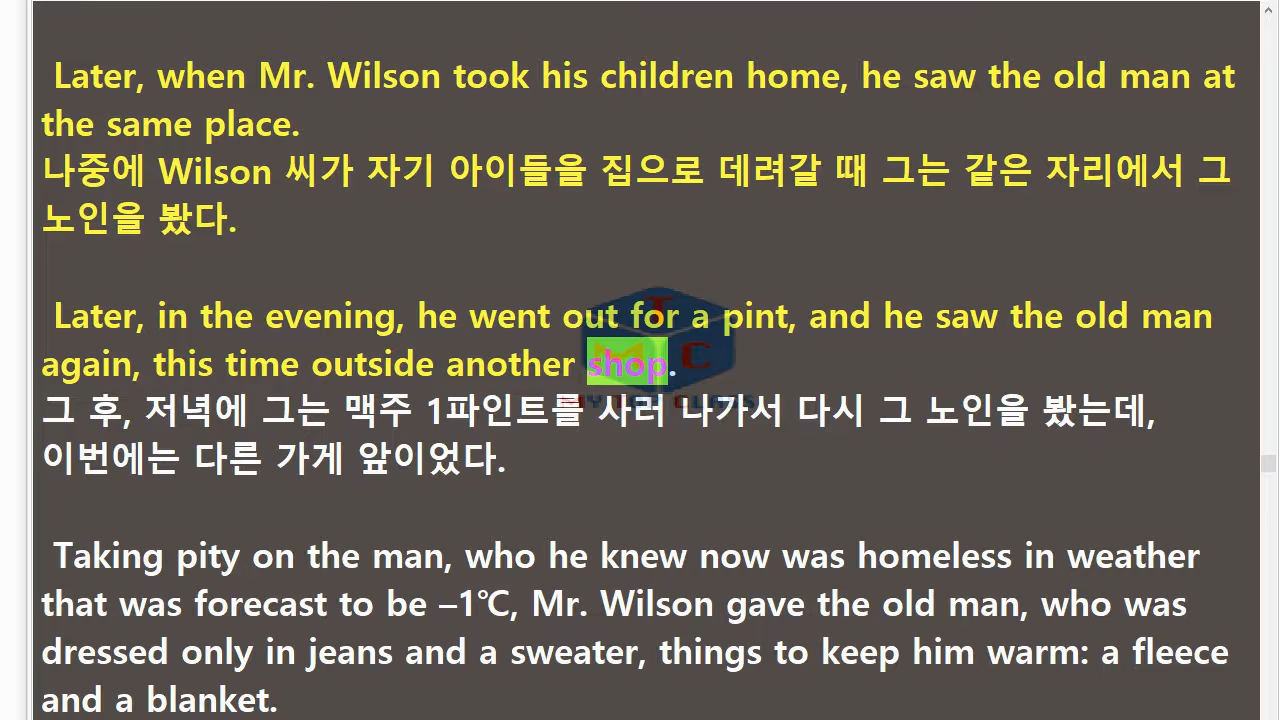 Later, when Mr. Wilson took his children home, he saw the old man at
the same place.
나중에 Wilson 씨가 자기 아이들을 집으로 데려갈 때 그는 같은 자리에서 그
노인을 봤다.
Later, in the evening, he went out for a pint, and he saw the old man
again, this time outside another shop.
그 후, 저녁에 그는 맥주 1파인트를 사러 나가서 다시 그 노인을 봤는데,
이번에는 다른 가게 앞이었다.
Taking pity on the man, who he knew now was homeless in weather
that was forecast to be –1℃, Mr. Wilson gave the old man, who was
dressed only in jeans and a sweater, things to keep him warm: a fleece
and a blanket.